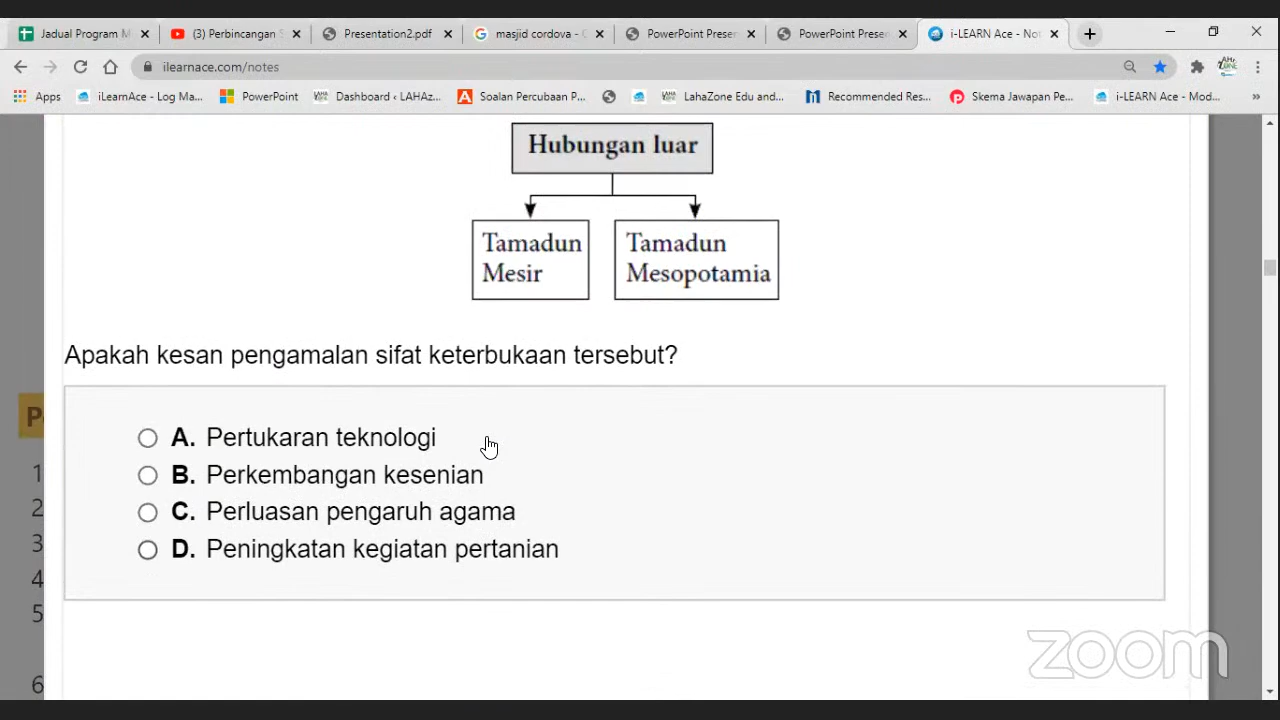 Jadual Program M
(3) Perbincangan S
Presentation2.pdf
masjid cordova - G
PowerPoint Presen
PowerPoint Presen
i-LEARN Ace - Not
ilearnace.com/notes
Apps
iLearnAce - Log Ma...
PowerPoint
Dashboard ‹ LAHAz...
Soalan Percubaan P...
LahaZone Edu and...
Recommended Res...
Skema Jawapan Pe...
i-LEARN Ace - Mod...
»
Hubungan luar
Tamadun
Mesir
Tamadun
Mesopotamia
Apakah kesan pengamalan sifat keterbukaan tersebut?
A. Pertukaran teknologi
B. Perkembangan kesenian
C. Perluasan pengaruh agama
D. Peningkatan kegiatan pertanian
P
1
2
3
4
5
6
zoom